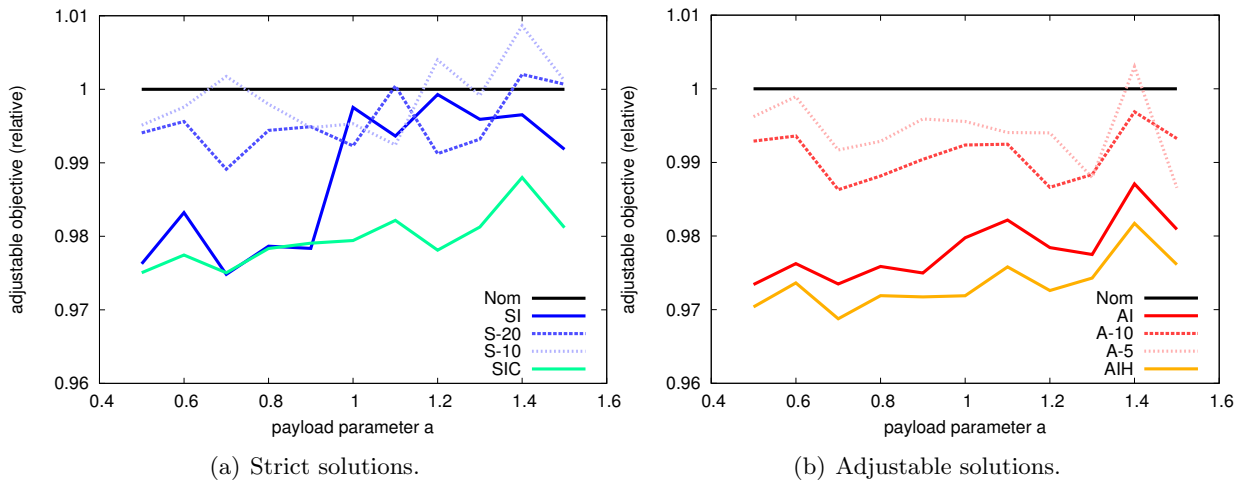 1.01
1
0.99
0.98
0.97
0.96
adjustable objective (relative)
0.4
0.6
0.8
1
1.2
1.4
1.6
payload parameter a
Nom
SI
S-20
S-10
SIC
(a) Strict solutions.
1.01
1
0.99
0.98
0.97
0.96
adjustable objective (relative)
0.4
0.6
0.8
1
1.2
1.4
1.6
payload parameter a
Nom
AI
A-10
A-5
AIH
(b) Adjustable solutions.